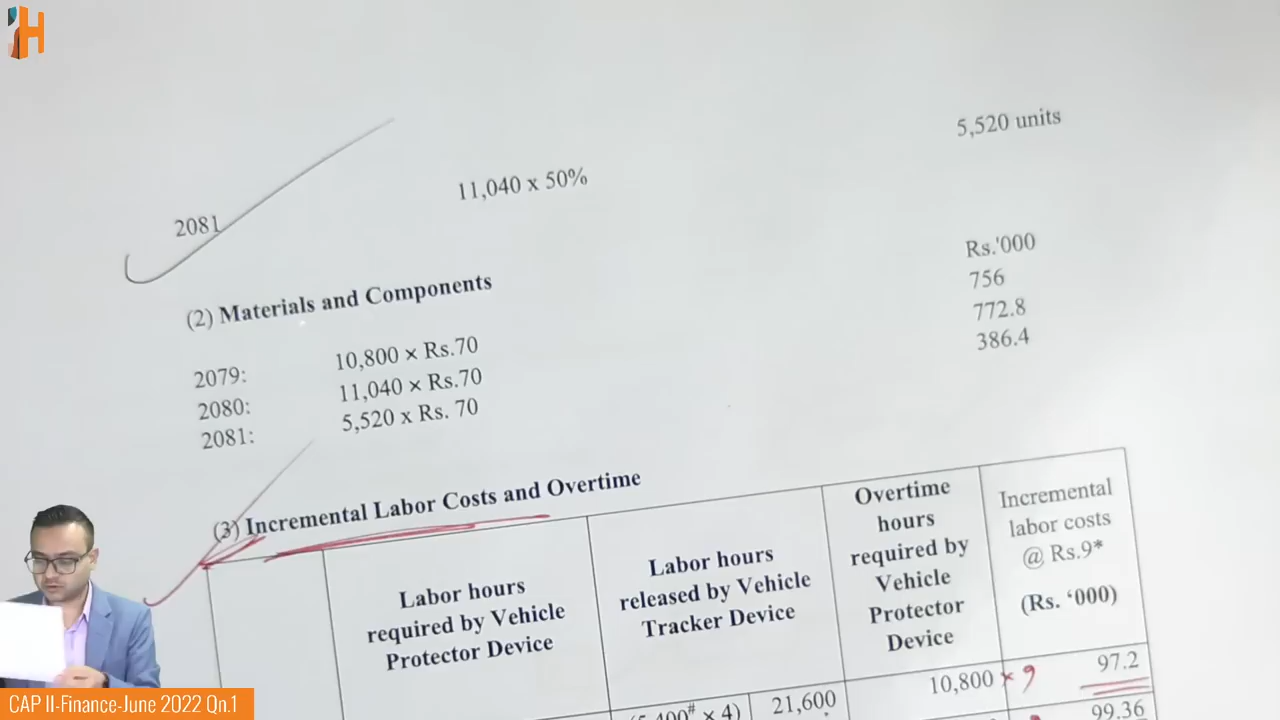 H
5,520 units
11,040 x 50%
2081
Rs.'000
(2) Materials and Components
2079: 10,800 × Rs.70 756
2080: 11,040 × Rs.70 772.8
2081: 5,520 x Rs. 70 386.4
(3) Incremental Labor Costs and Overtime
Labor hours
required by Vehicle
Protector Device
Labor hours
released by Vehicle
Tracker Device
Overtime
hours
required by
Vehicle
Protector
Device
Incremental
labor costs
@ Rs.9*
(Rs. ‘000)
(5,400# × 4) 21,600 10,800 × 9 97.2
99.36
CAP II-Finance-June 2022 Qn.1